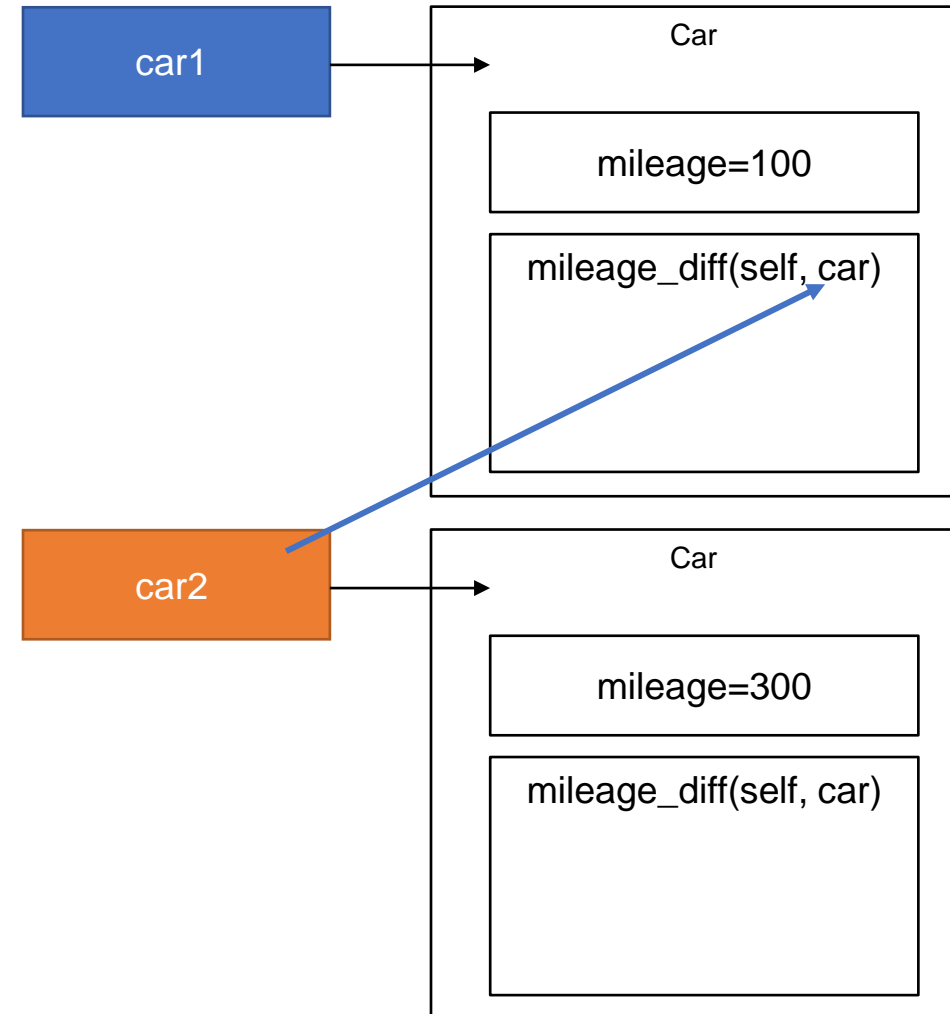 car1
Car
mileage=100
mileage_diff(self, car)
car2
Car
mileage=300
mileage_diff(self, car)